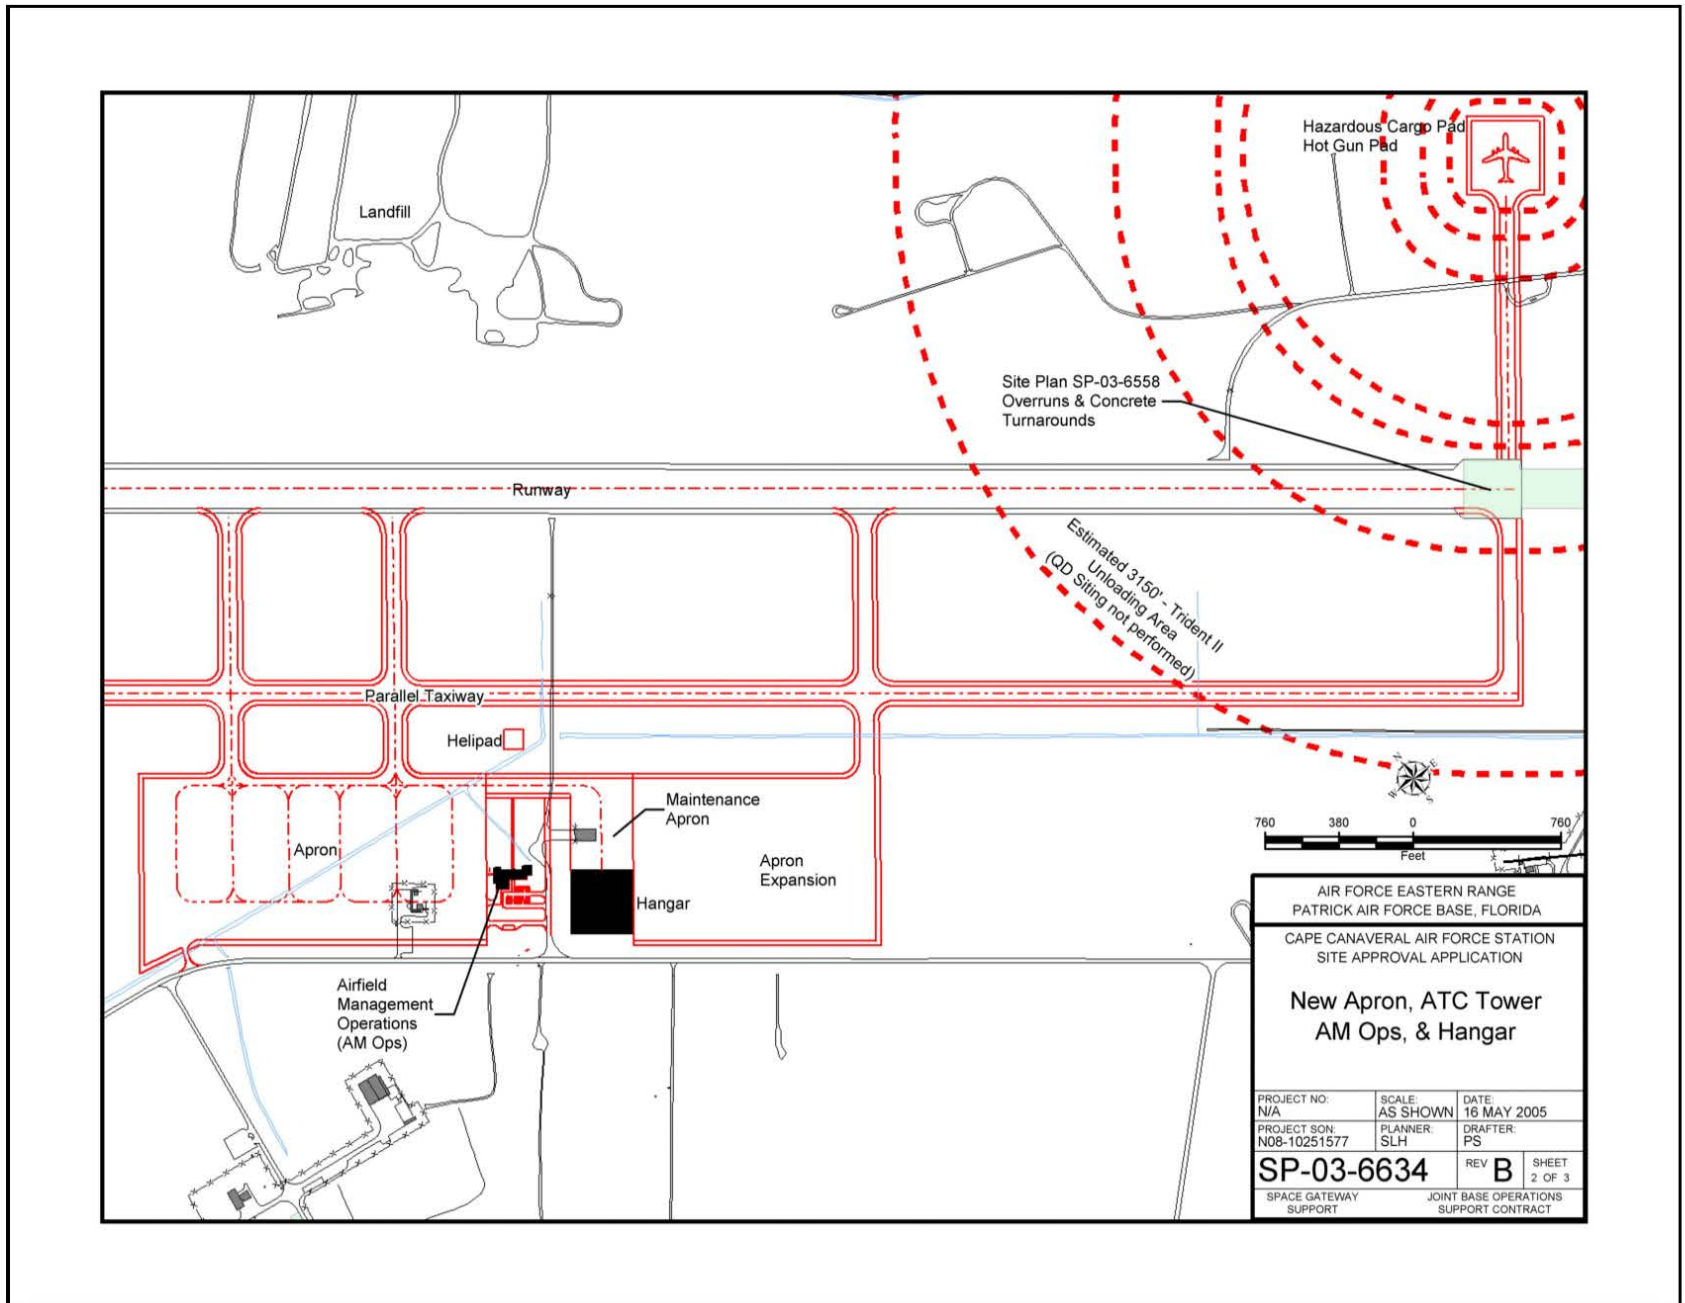 Hazardous Cargo Pad
Hot Gun Pad
Landfill
Site Plan SP-03-6558
Overruns & Concrete
Turnarounds
Runway
Estimated 3150' - Trident II
Unloading Area
(QD Siting not performed)
Parallel Taxiway
Helipad
N
E
W
S
Maintenance
Apron
760
380
0
760
Feet
Apron
Apron
Expansion
Hangar
Airfield
Management
Operations
(AM Ops)
AIR FORCE EASTERN RANGE
PATRICK AIR FORCE BASE, FLORIDA
CAPE CANAVERAL AIR FORCE STATION
SITE APPROVAL APPLICATION
New Apron, ATC Tower
AM Ops, & Hangar
PROJECT NO:
N/A
SCALE:
AS SHOWN
DATE:
16 MAY 2005
PROJECT SON:
N08-10251577
PLANNER:
SLH
DRAFTER:
PS
SP-03-6634
REV B
SHEET
2 OF 3
SPACE GATEWAY
SUPPORT
JOINT BASE OPERATIONS
SUPPORT CONTRACT